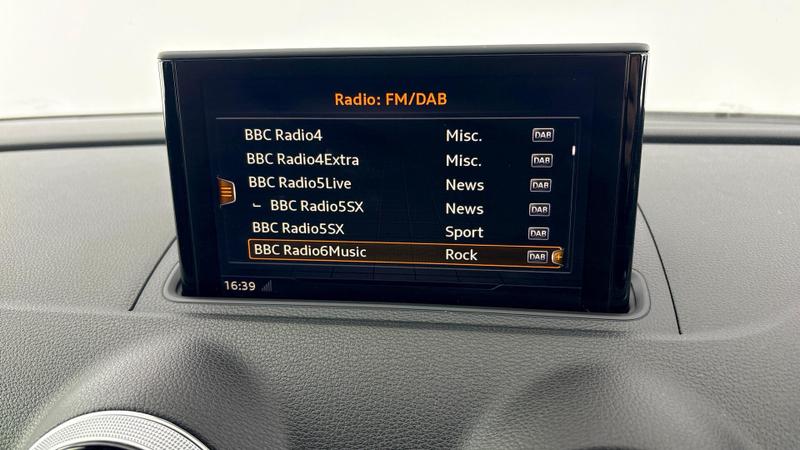 Radio: FM/DAB
BBC Radio4 Misc. DAB
BBC Radio4Extra Misc. DAB
BBC Radio5Live News DAB
BBC Radio5SX News DAB
BBC Radio5SX Sport DAB
BBC Radio6Music Rock DAB
16:39